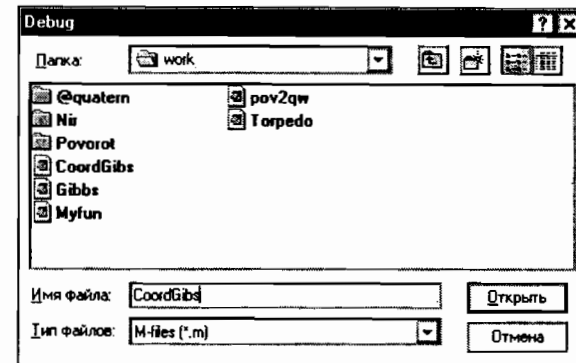 Debug
Папка: work
@quatern
Nir
Povorot
CoordGibs
Gibbs
Myfun
pov2qw
Torpedo
Имя файла: CoordGibs
Открыть
Тип файлов: M-files (*.m)
Отмена